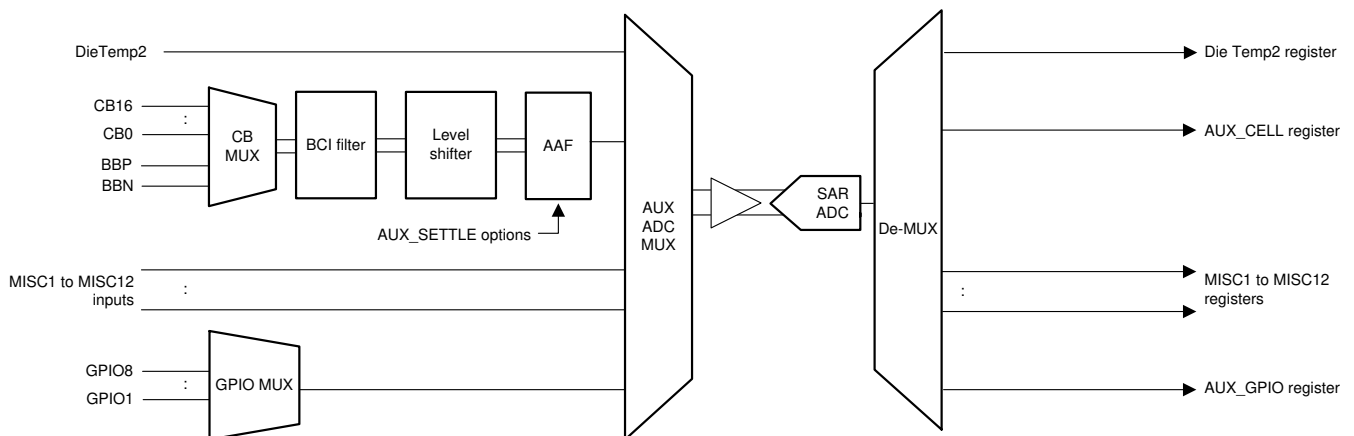 DieTemp2
CB16
:
CB0
BBP
BBN
CB
MUX
BCI filter
Level
shifter
AAF
AUX_SETTLE options
MISC1 to MISC12
inputs
:
GPIO8
:
GPIO1
GPIO MUX
AUX
ADC
MUX
SAR
ADC
De-MUX
Die Temp2 register
AUX_CELL register
:
MISC1 to MISC12
registers
AUX_GPIO register